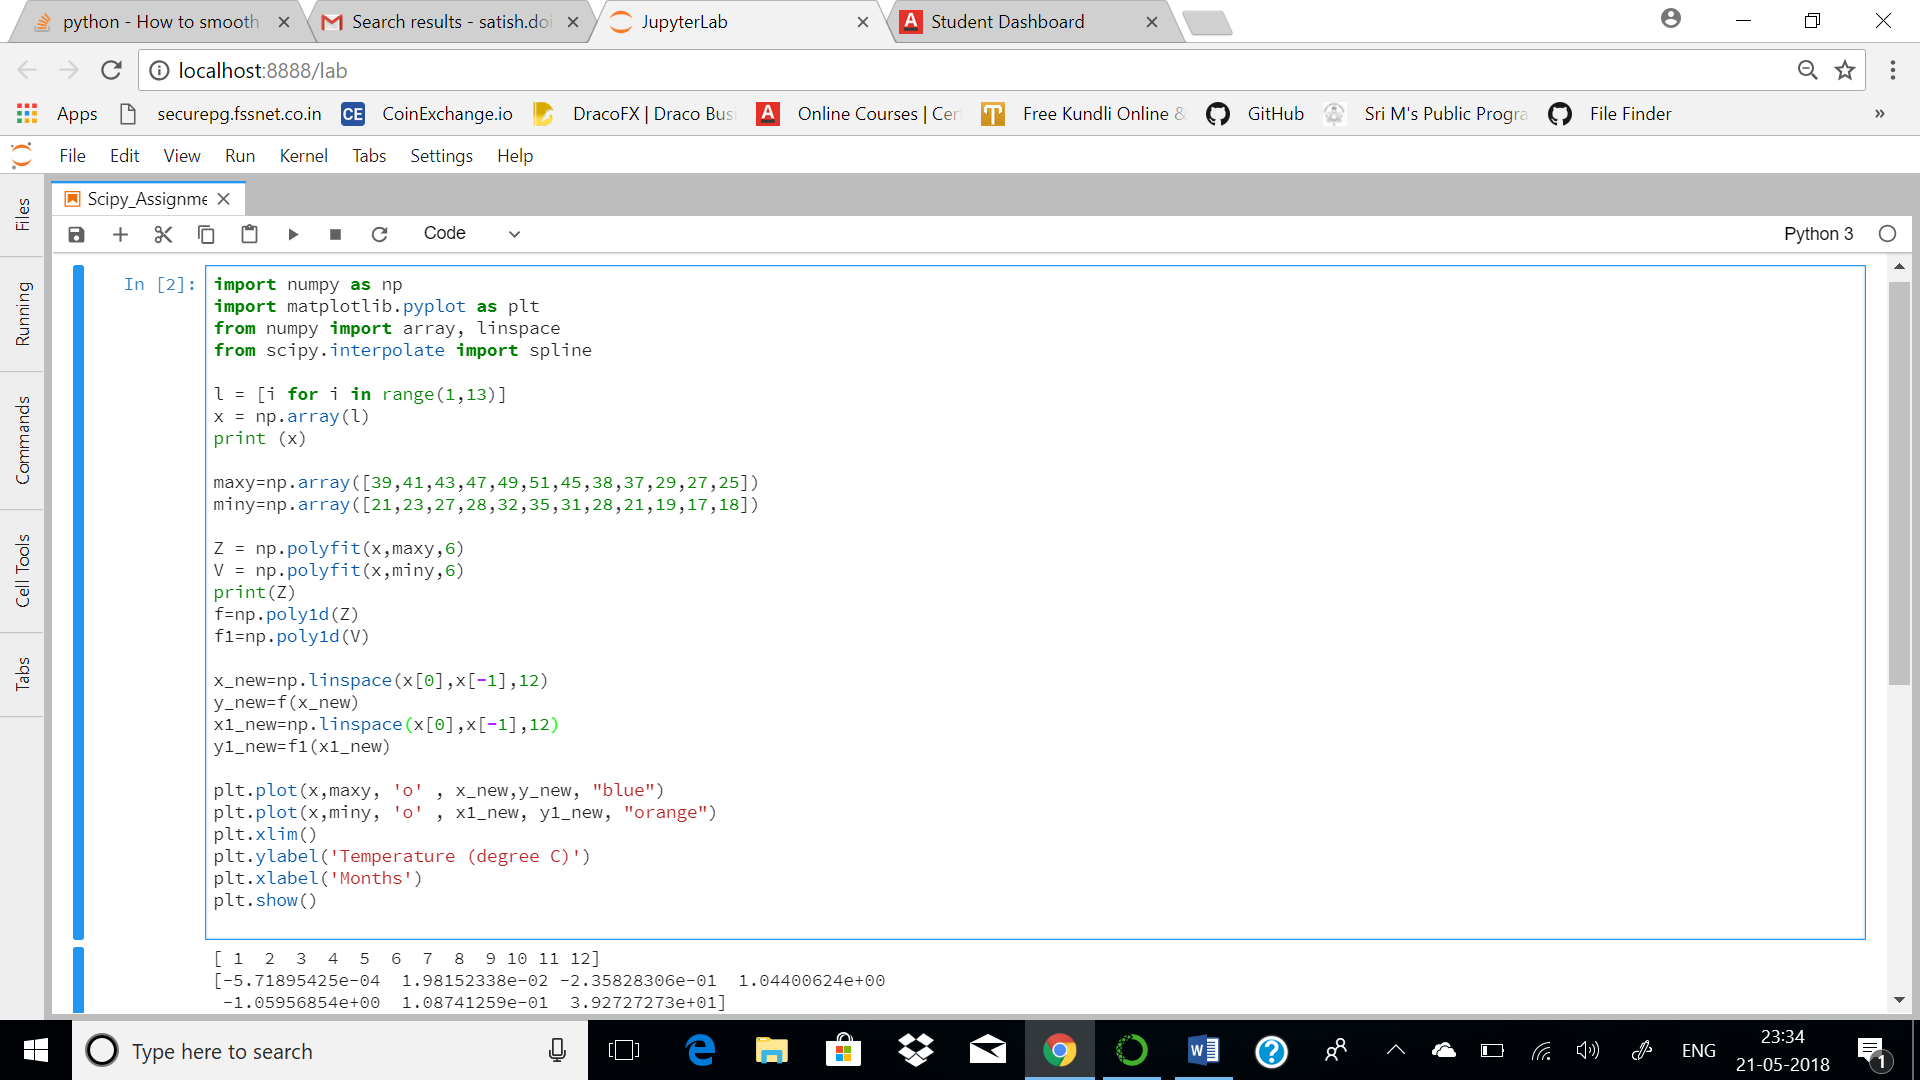 python - How to smooth
Search results - satish.doi
JupyterLab
Student Dashboard
localhost:8888/lab
Apps
securepg.fssnet.co.in
CE
CoinExchange.io
DracoFX | Draco Busi
Online Courses | Cer
Free Kundli Online &
GitHub
Sri M's Public Progra
File Finder
»
File Edit View Run Kernel Tabs Settings Help
Files
Running
Commands
Cell Tools
Tabs
Scipy_Assignme
Code
Python 3
In [2]:
import numpy as np
import matplotlib.pyplot as plt
from numpy import array, linspace
from scipy.interpolate import spline
l = [i for i in range(1,13)]
x = np.array(l)
print (x)
maxy=np.array([39,41,43,47,49,51,45,38,37,29,27,25])
miny=np.array([21,23,27,28,32,35,31,28,21,19,17,18])
Z = np.polyfit(x,maxy,6)
V = np.polyfit(x,miny,6)
print(Z)
f=np.poly1d(Z)
f1=np.poly1d(V)
x_new=np.linspace(x[0],x[-1],12)
y_new=f(x_new)
x1_new=np.linspace(x[0],x[-1],12)
y1_new=f1(x1_new)
plt.plot(x,maxy, 'o' , x_new,y_new, "blue")
plt.plot(x,miny, 'o' , x1_new, y1_new, "orange")
plt.xlim()
plt.ylabel('Temperature (degree C)')
plt.xlabel('Months')
plt.show()
[ 1  2  3  4  5  6  7  8  9 10 11 12]
[-5.71895425e-04  1.98152338e-02 -2.35828306e-01  1.04400624e+00
-1.05956854e+00  1.08741259e-01  3.92727273e+01]
Type here to search
ENG
23:34
21-05-2018
1